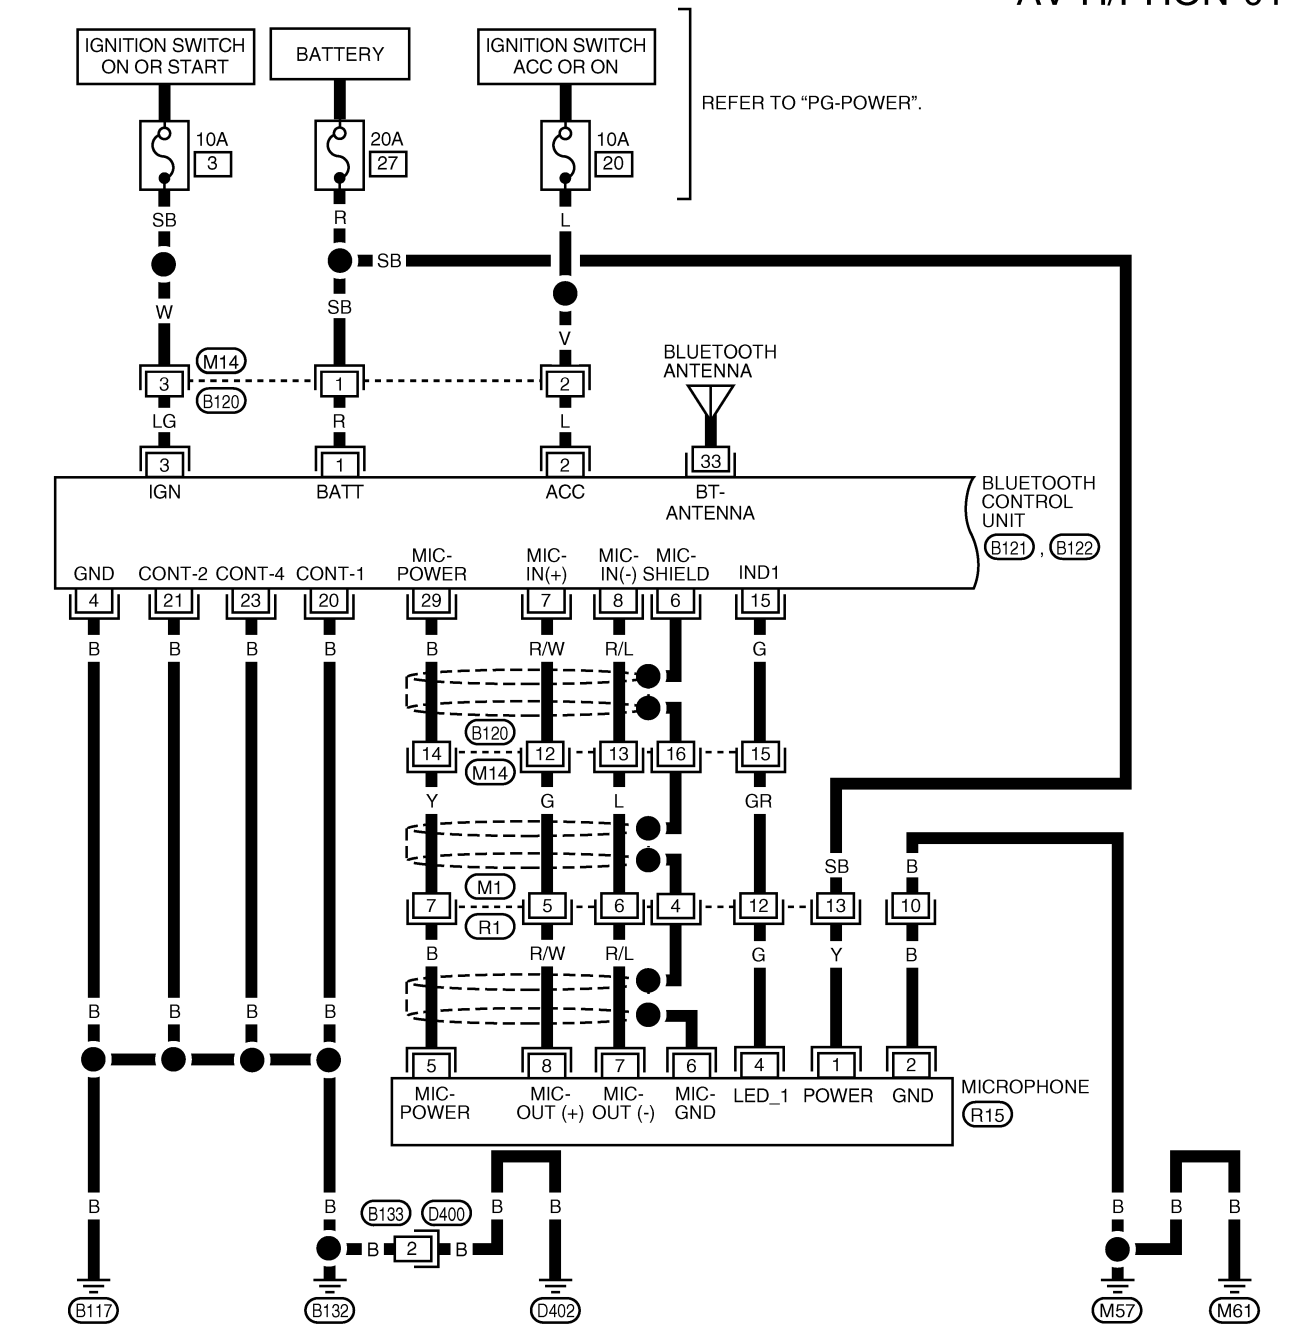 IGNITION SWITCH
ON OR START
BATTERY
IGNITION SWITCH
ACC OR ON
REFER TO “PG-POWER”.
10A
3
20A
27
10A
20
SB
R
L
SB
W
SB
V
M14
B120
3
1
2
BLUETOOTH
ANTENNA
LG
R
L
3
1
2
33
IGN
BATT
ACC
BT-
ANTENNA
BLUETOOTH
CONTROL
UNIT
B121 , B122
GND
CONT-2
CONT-4
CONT-1
MIC-
POWER
MIC-
IN(+)
MIC-
IN(-)
MIC-
SHIELD
IND1
4
21
23
20
29
7
8
6
15
B
B
B
B
B
R/W
R/L
G
B120
M14
14
12
13
16
15
Y
G
L
GR
SB
B
M1
R1
7
5
6
4
12
13
10
B
R/W
R/L
G
Y
B
B
B
B
B
5
8
7
6
4
1
2
MIC-
POWER
MIC-
OUT (+)
MIC-
OUT (-)
MIC-
GND
LED_1
POWER
GND
MICROPHONE
R15
B
B
B133
D400
B
B
B
B
B
B
2
B
B
B117
B132
D402
M57
M61